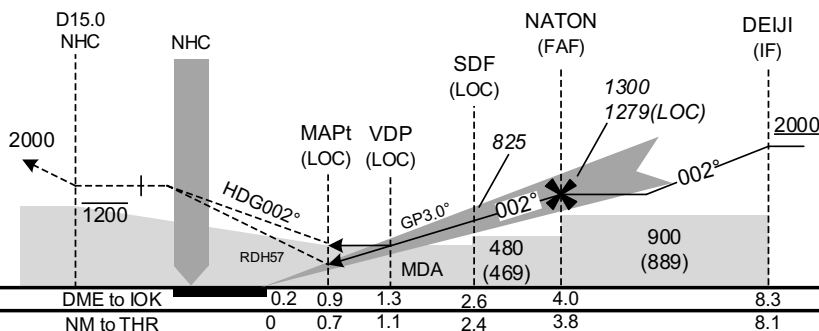 D15.0
NHC
NHC
NATON
(FAF)
DEIJI
(IF)
SDF
(LOC)
1300
1279(LOC)
MAPt
(LOC)
VDP
(LOC)
825
2000
2000
HDG002°
GP3.0°
002°
002°
1200
RDH57
MDA
480
(469)
900
(889)
DME to IOK 0.2 0.9 1.3 2.6 4.0 8.3
NM to THR 0 0.7 1.1 2.4 3.8 8.1